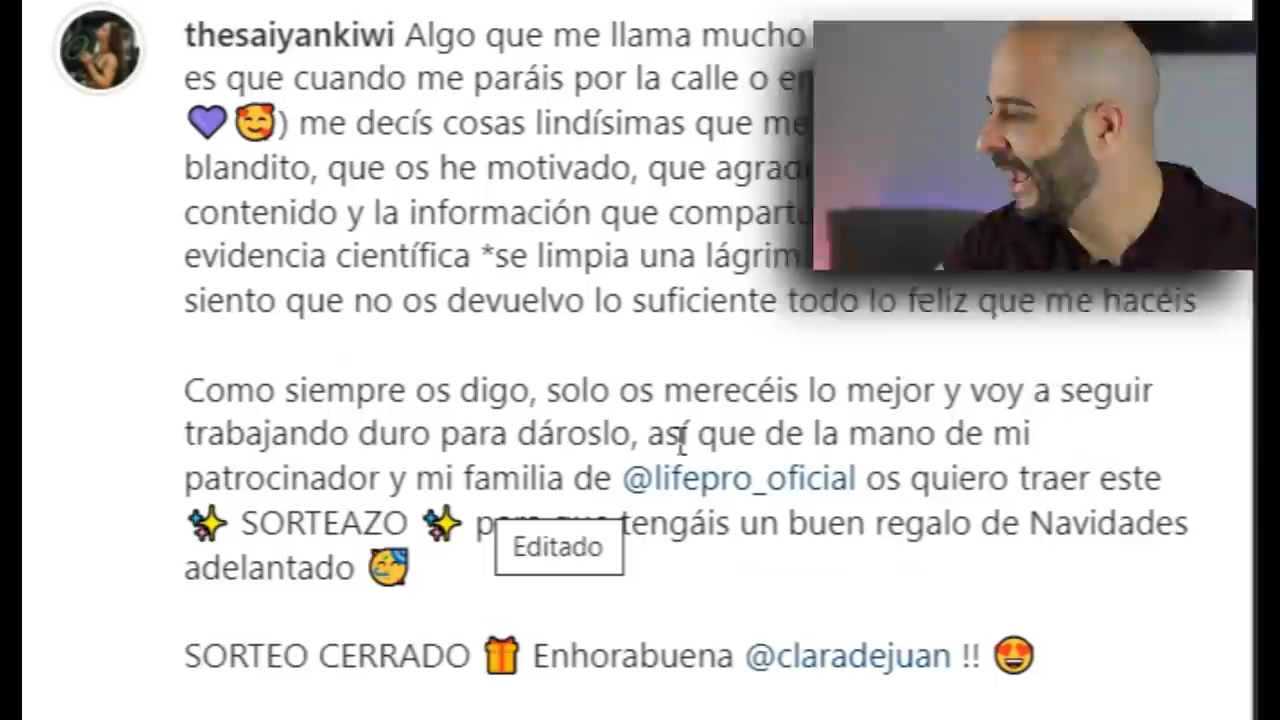 thesaiyankiwi Algo que me llama mucho
es que cuando me paráis por la calle o
💜🥰) me decís cosas lindísimas que me
blandito, que os he motivado, que
contenido y la información que
evidencia científica *se limpia una
siento que no os devuelvo lo suficiente todo lo feliz que me hacéis
Como siempre os digo, solo os merecéis lo mejor y voy a seguir
trabajando duro para dároslo, así que de la mano de mi
patrocinador y mi familia de @lifepro_oficial os quiero traer este
✨ SORTEAZO ✨ para que tengáis un buen regalo de Navidades
Editado
adelantado 🥳
SORTEO CERRADO 🎁 Enhorabuena @claradejuan !! 😍